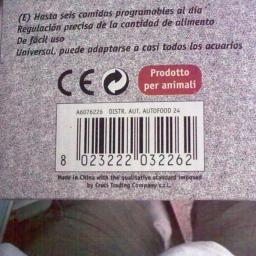 (E) Hasta seis comidas programables al día
Regulación precisa de la cantidad de alimento
De fácil uso
Universal, puede adaptarse a casi todos los acuarios
CE
Prodotto
per animali
A6076226 DISTR. AUT. AUTOFOOD 24
8 023222 032262
Made in China with the qualitative standard imposed
by Croci Trading Company s.r.l.